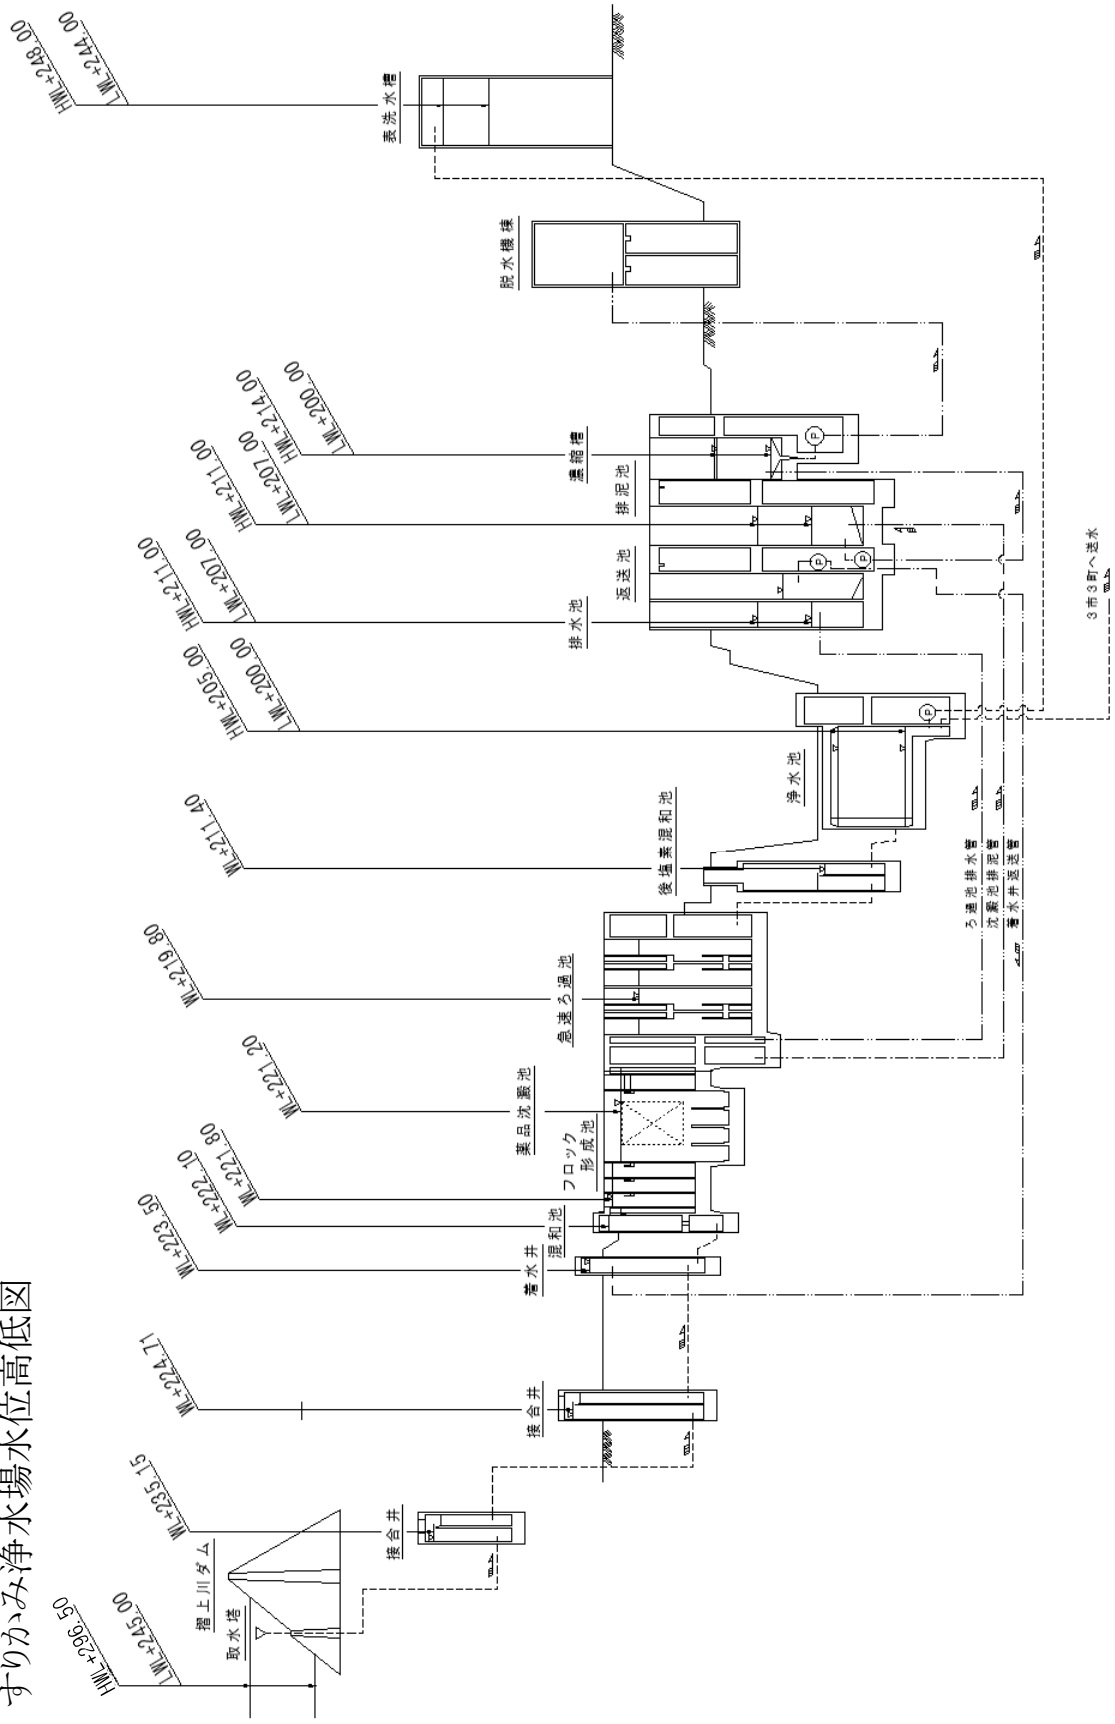 すりかみ浄水場水位高低図
HWL+296.50
LWL+245.00
摺上川ダム
取水塔
WL+235.15
接合井
WL+224.71
接合井
WL+223.50
着水井
WL+222.10
混和池
WL+221.80
フロック
形成池
WL+221.20
薬品沈澱池
WL+219.80
急速ろ過池
WL+211.40
後塩素混和池
HWL+205.00
LWL+200.00
浄水池
P
HWL+211.00
LWL+207.00
排水池
返送池
P
P
HWL+211.00
LWL+207.00
排泥池
HWL+214.00
LWL+200.00
濃縮槽
P
脱水機棟
HWL+248.00
LWL+244.00
表洗水槽
ろ過池排水管
沈澱池排泥管
着水井返送管
3市3町へ送水